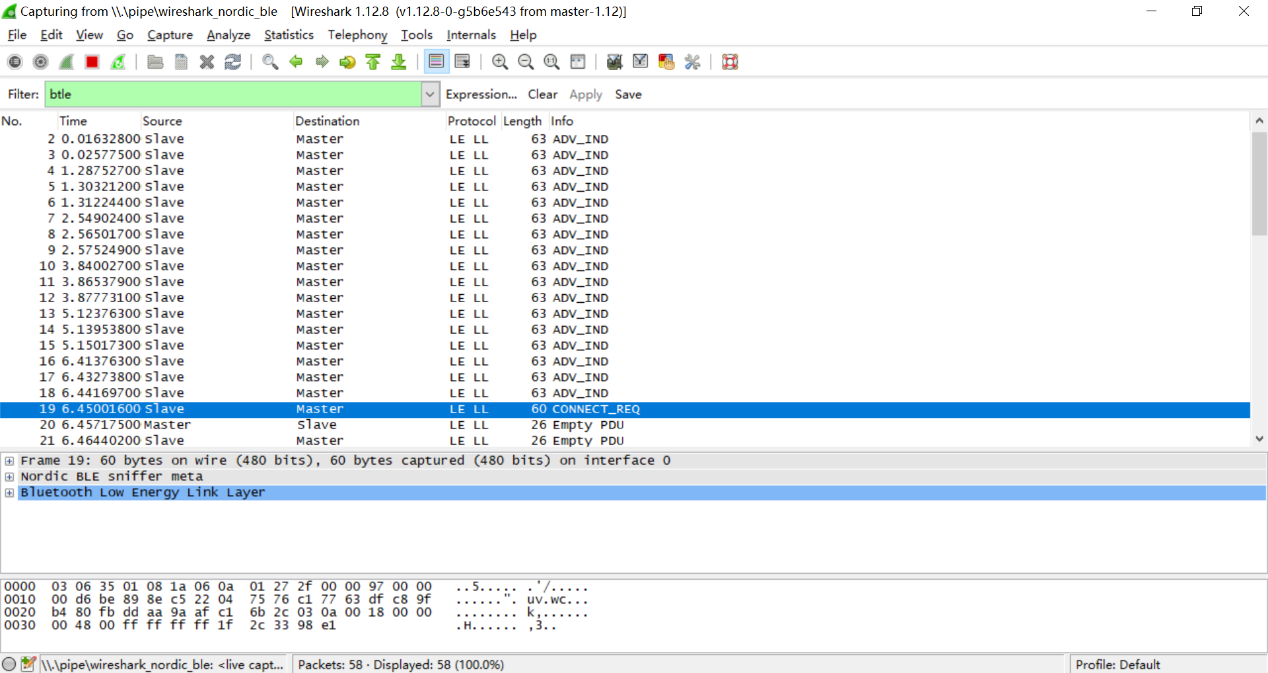 Capturing from \\.\pipe\wireshark_nordic_ble [Wireshark 1.12.8 (v1.12.8-0-g5b6e543 from master-1.12)]
File Edit View Go Capture Analyze Statistics Telephony Tools Internals Help
Filter: btle Expression... Clear Apply Save
No. Time Source Destination Protocol Length Info
2 0.01632800 Slave Master LE LL 63 ADV_IND
3 0.02577500 Slave Master LE LL 63 ADV_IND
4 1.28752700 Slave Master LE LL 63 ADV_IND
5 1.30321200 Slave Master LE LL 63 ADV_IND
6 1.31224400 Slave Master LE LL 63 ADV_IND
7 2.54902400 Slave Master LE LL 63 ADV_IND
8 2.56501700 Slave Master LE LL 63 ADV_IND
9 2.57524900 Slave Master LE LL 63 ADV_IND
10 3.84002700 Slave Master LE LL 63 ADV_IND
11 3.86537900 Slave Master LE LL 63 ADV_IND
12 3.87773100 Slave Master LE LL 63 ADV_IND
13 5.12376300 Slave Master LE LL 63 ADV_IND
14 5.13953800 Slave Master LE LL 63 ADV_IND
15 5.15017300 Slave Master LE LL 63 ADV_IND
16 6.41376300 Slave Master LE LL 63 ADV_IND
17 6.43273800 Slave Master LE LL 63 ADV_IND
18 6.44169700 Slave Master LE LL 63 ADV_IND
19 6.45001600 Slave Master LE LL 60 CONNECT_REQ
20 6.45717500 Master Slave LE LL 26 Empty PDU
21 6.46440200 Slave Master LE LL 26 Empty PDU
Frame 19: 60 bytes on wire (480 bits), 60 bytes captured (480 bits) on interface 0
Nordic BLE sniffer meta
Bluetooth Low Energy Link Layer
0000 03 06 35 01 08 1a 06 0a 01 27 2f 00 00 97 00 00 ..5..... .'/.....
0010 00 d6 be 89 8e c5 22 04 75 76 c1 77 63 df c8 9f ......". uv.wc...
0020 b4 80 fb dd aa 9a af c1 6b 2c 03 0a 00 18 00 00 ........ k,......
0030 00 48 00 ff ff ff ff 1f 2c 33 98 e1 .H...... ,3..
\\.\pipe\wireshark_nordic_ble: <live capt... Packets: 58 · Displayed: 58 (100.0%) Profile: Default